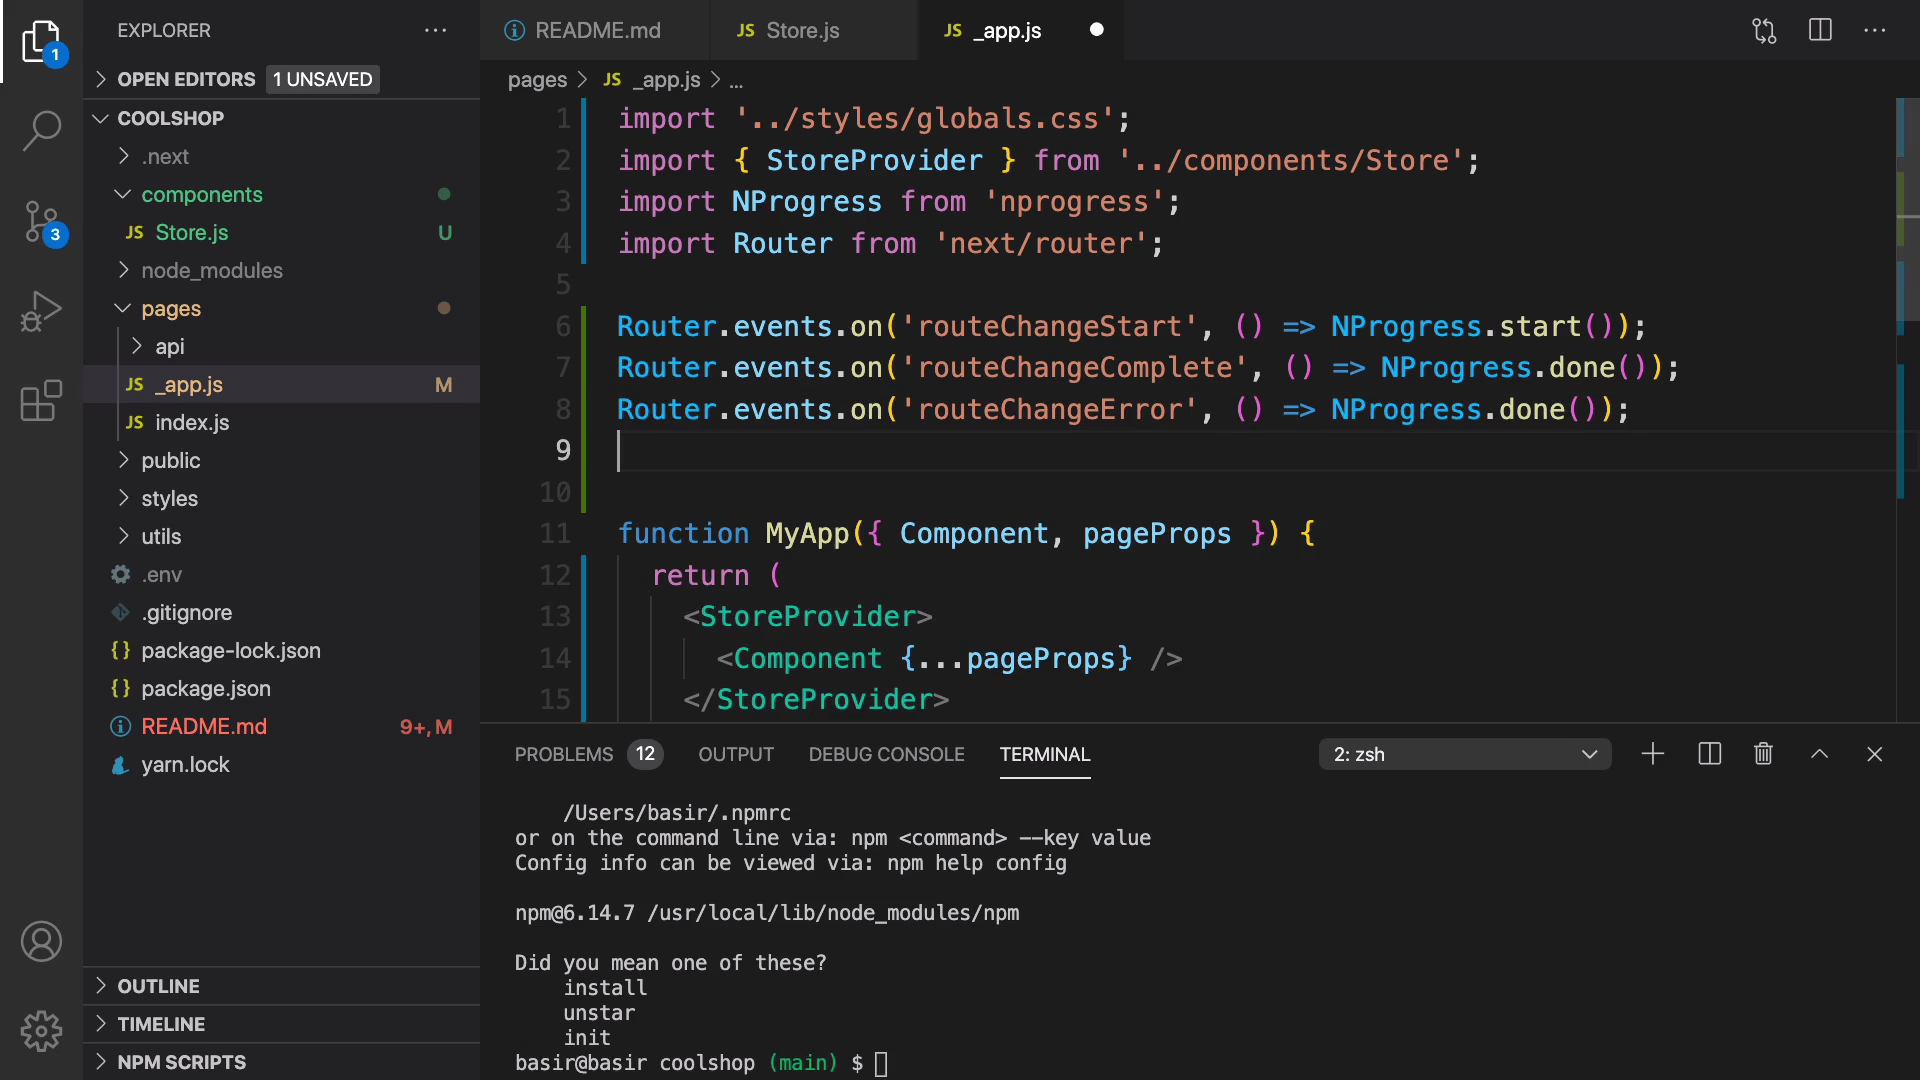 EXPLORER
OPEN EDITORS 1 UNSAVED
COOLSHOP
.next
components
JS Store.js U
node_modules
pages
api
JS _app.js M
JS index.js
public
styles
utils
.env
.gitignore
{} package-lock.json
{} package.json
README.md 9+, M
yarn.lock
OUTLINE
TIMELINE
NPM SCRIPTS
1
3
README.md JS Store.js JS _app.js
pages > JS _app.js > ...
1 import '../styles/globals.css';
2 import { StoreProvider } from '../components/Store';
3 import NProgress from 'nprogress';
4 import Router from 'next/router';
5
6 Router.events.on('routeChangeStart', () => NProgress.start());
7 Router.events.on('routeChangeComplete', () => NProgress.done());
8 Router.events.on('routeChangeError', () => NProgress.done());
9
10
11 function MyApp({ Component, pageProps }) {
12 return (
13 <StoreProvider>
14 <Component {...pageProps} />
15 </StoreProvider>
PROBLEMS 12 OUTPUT DEBUG CONSOLE TERMINAL 2: zsh
/Users/basir/.npmrc
or on the command line via: npm <command> --key value
Config info can be viewed via: npm help config
npm@6.14.7 /usr/local/lib/node_modules/npm
Did you mean one of these?
install
unstar
init
basir@basir coolshop (main) $